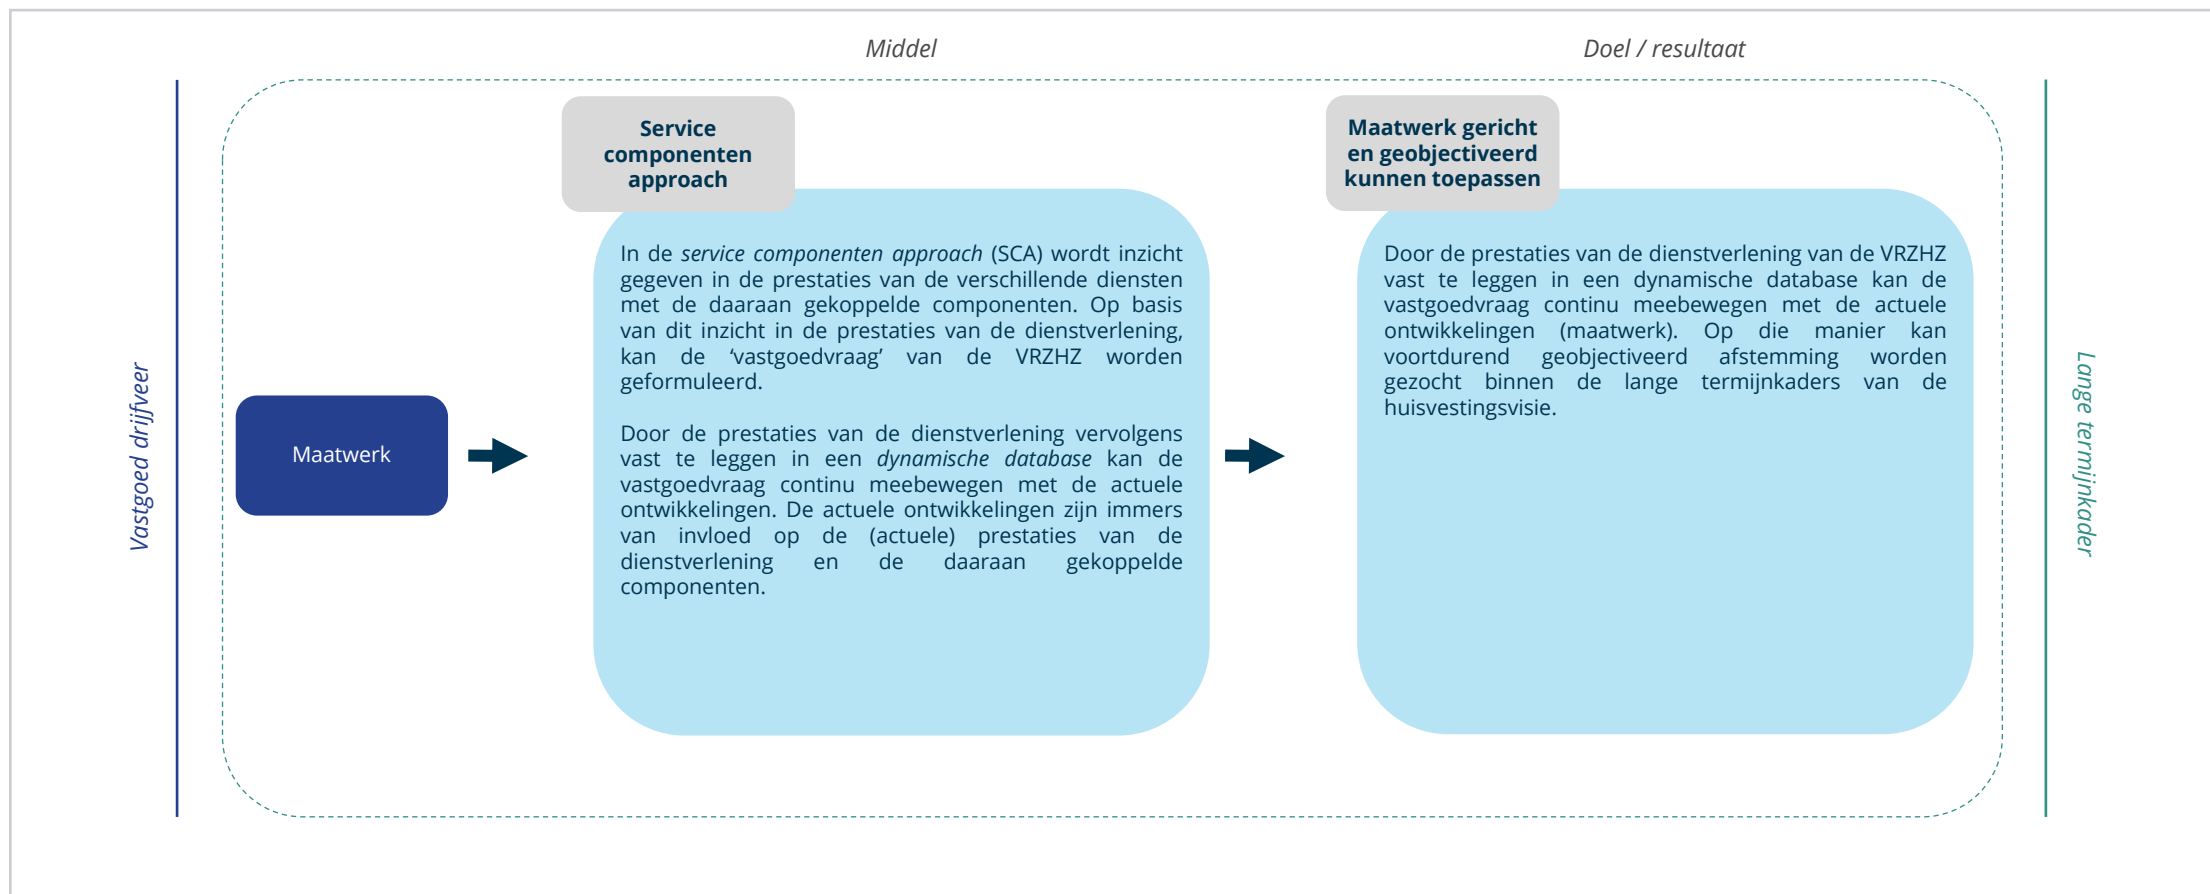 Middel
Doel / resultaat
Vastgoed drijfveer
Maatwerk
Service
componenten
approach
In de service componenten approach (SCA) wordt inzicht
gegeven in de prestaties van de verschillende diensten
met de daaraan gekoppelde componenten. Op basis
van dit inzicht in de prestaties van de dienstverlening,
kan de ‘vastgoedvraag’ van de VRZHZ worden
geformuleerd.
Door de prestaties van de dienstverlening vervolgens
vast te leggen in een dynamische database kan de
vastgoedvraag continu meebewegen met de actuele
ontwikkelingen. De actuele ontwikkelingen zijn immers
van invloed op de (actuele) prestaties van de
dienstverlening en de daaraan gekoppelde
componenten.
Maatwerk gericht
en geobjectiveerd
kunnen toepassen
Door de prestaties van de dienstverlening van de VRZHZ
vast te leggen in een dynamische database kan de
vastgoedvraag continu meebewegen met de actuele
ontwikkelingen (maatwerk). Op die manier kan
voortdurend geobjectiveerd afstemming worden
gezocht binnen de lange termijnkaders van de
huisvestingsvisie.
Lange termijnkader